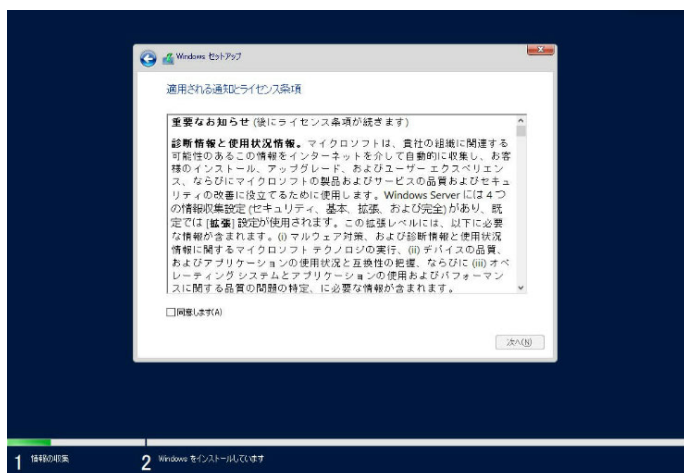 Windows セットアップ
適用される通知とライセンス条項
重要なお知らせ (後にライセンス条項が続きます)
診断情報と使用状況情報。マイクロソフトは、貴社の組織に関連する
可能性のあるこの情報をインターネットを介して自動的に収集し、お客
様のインストール、アップグレード、およびユーザー エクスペリエン
ス、ならびにマイクロソフトの製品およびサービスの品質およびセキュ
リティの改善に役立てるために使用します。Windows Server には 4 つ
の情報収集設定 (セキュリティ、基本、拡張、および完全) があり、既
定では [拡張] 設定が使用されます。この拡張レベルには、以下に必要
な情報が含まれます。(i) マルウェア対策、および診断情報と使用状況
情報に関するマイクロソフト テクノロジの実行、(ii) デバイスの品質、
およびアプリケーションの使用状況と互換性の把握、ならびに (iii) オペ
レーティング システムとアプリケーションの使用およびパフォーマン
スに関する品質の問題の特定、に必要な情報が含まれます。
同意します(A)
次へ(N)
1 情報の収集
2 Windows をインストールしています